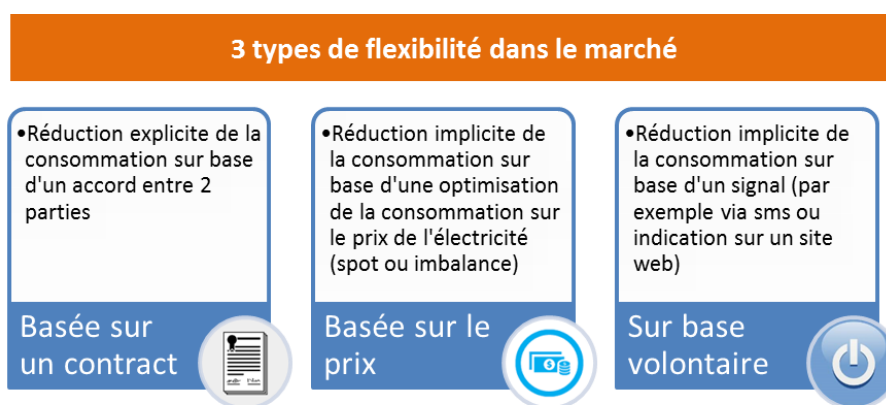 3 types de flexibilité dans le marché
•Réduction explicite de la
consommation sur base
d'un accord entre 2
parties
Basée sur
un contract
•Réduction implicite de
la consommation sur
base d'une optimisation
de la consommation sur
le prix de l'électricité
(spot ou imbalance)
Basée sur le
prix
•Réduction implicite de
la consommation sur
base d'un signal (par
exemple via sms ou
indication sur un site
web)
Sur base
volontaire